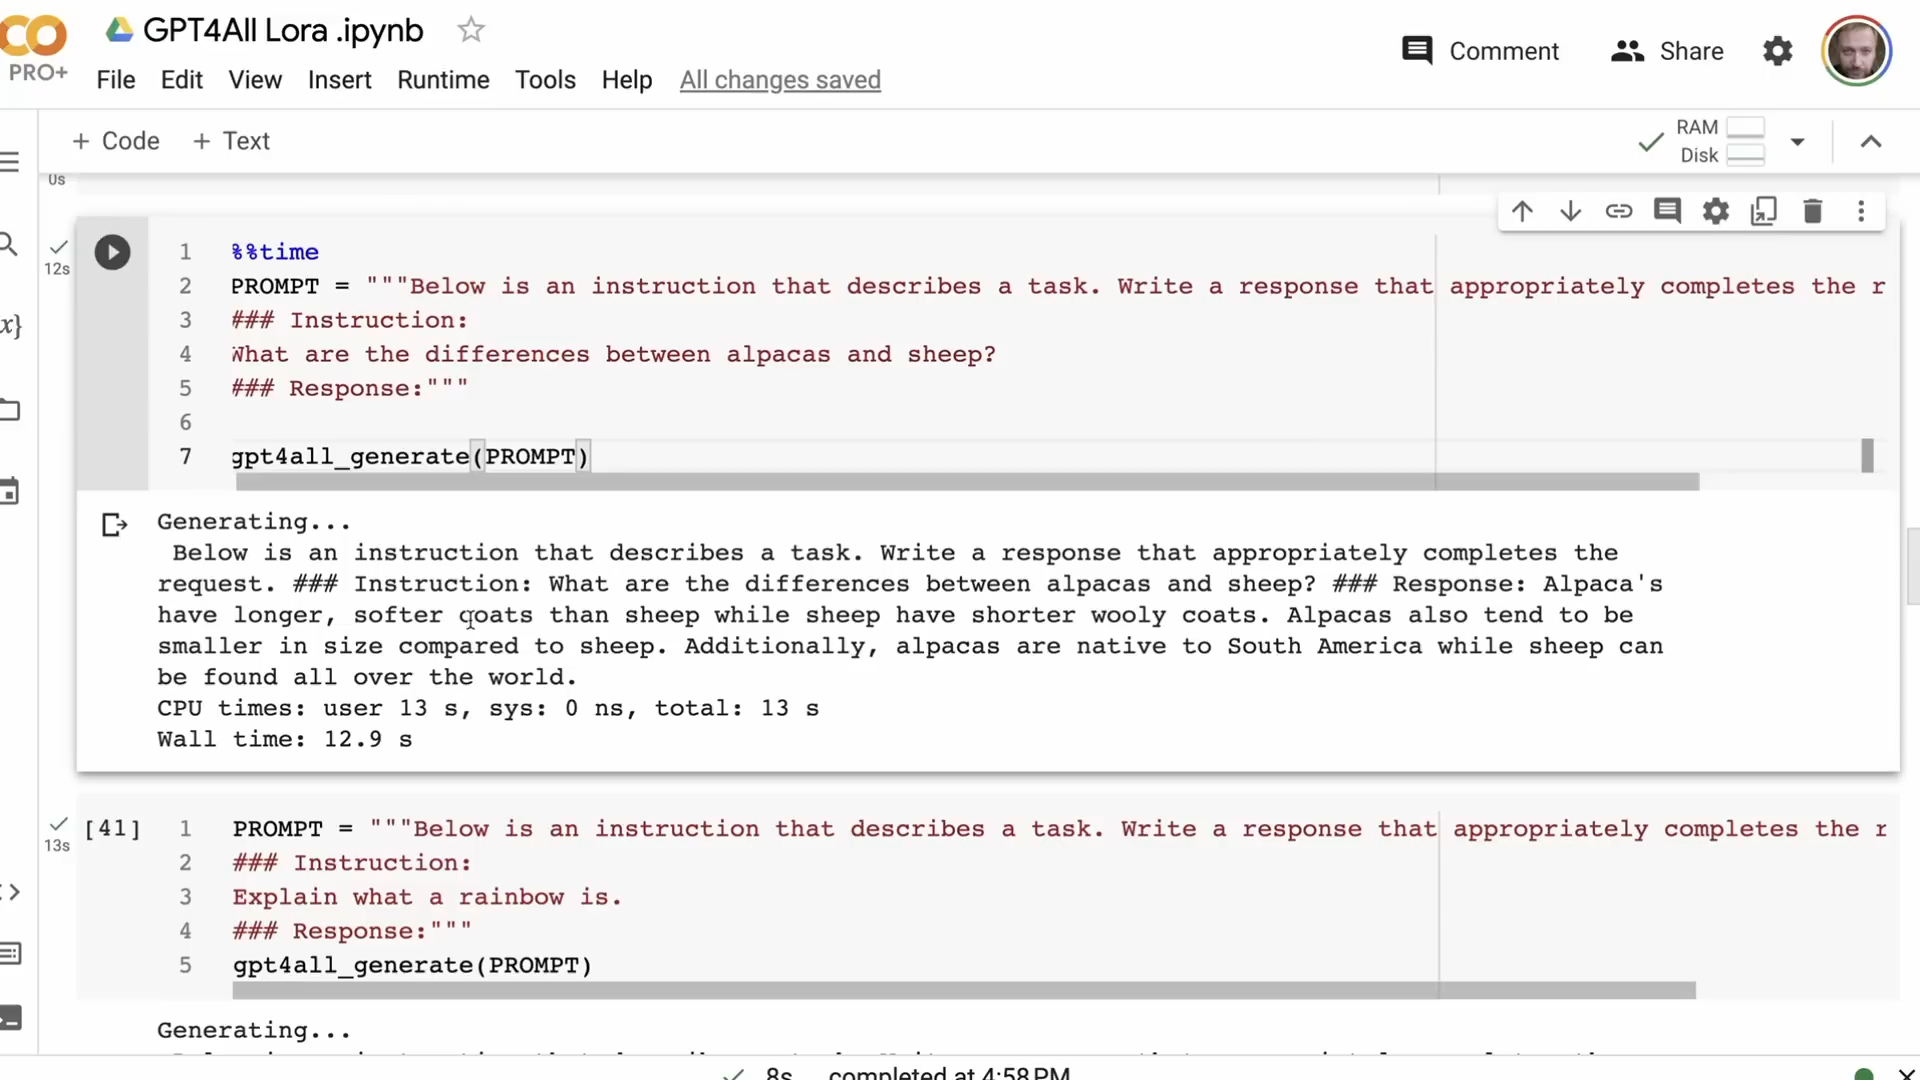 GPT4All Lora .ipynb
PRO+
File Edit View Insert Runtime Tools Help All changes saved
Comment Share
+ Code + Text
RAM
Disk
0s
12s
1 %%time
2 PROMPT = """Below is an instruction that describes a task. Write a response that appropriately completes the r
3 ### Instruction:
4 What are the differences between alpacas and sheep?
5 ### Response:"""
6
7 gpt4all_generate(PROMPT)
Generating...
Below is an instruction that describes a task. Write a response that appropriately completes the
request. ### Instruction: What are the differences between alpacas and sheep? ### Response: Alpaca's
have longer, softer coats than sheep while sheep have shorter wooly coats. Alpacas also tend to be
smaller in size compared to sheep. Additionally, alpacas are native to South America while sheep can
be found all over the world.
CPU times: user 13 s, sys: 0 ns, total: 13 s
Wall time: 12.9 s
13s
[41] 1 PROMPT = """Below is an instruction that describes a task. Write a response that appropriately completes the r
2 ### Instruction:
3 Explain what a rainbow is.
4 ### Response:"""
5 gpt4all_generate(PROMPT)
Generating...
8s completed at 4:58 PM